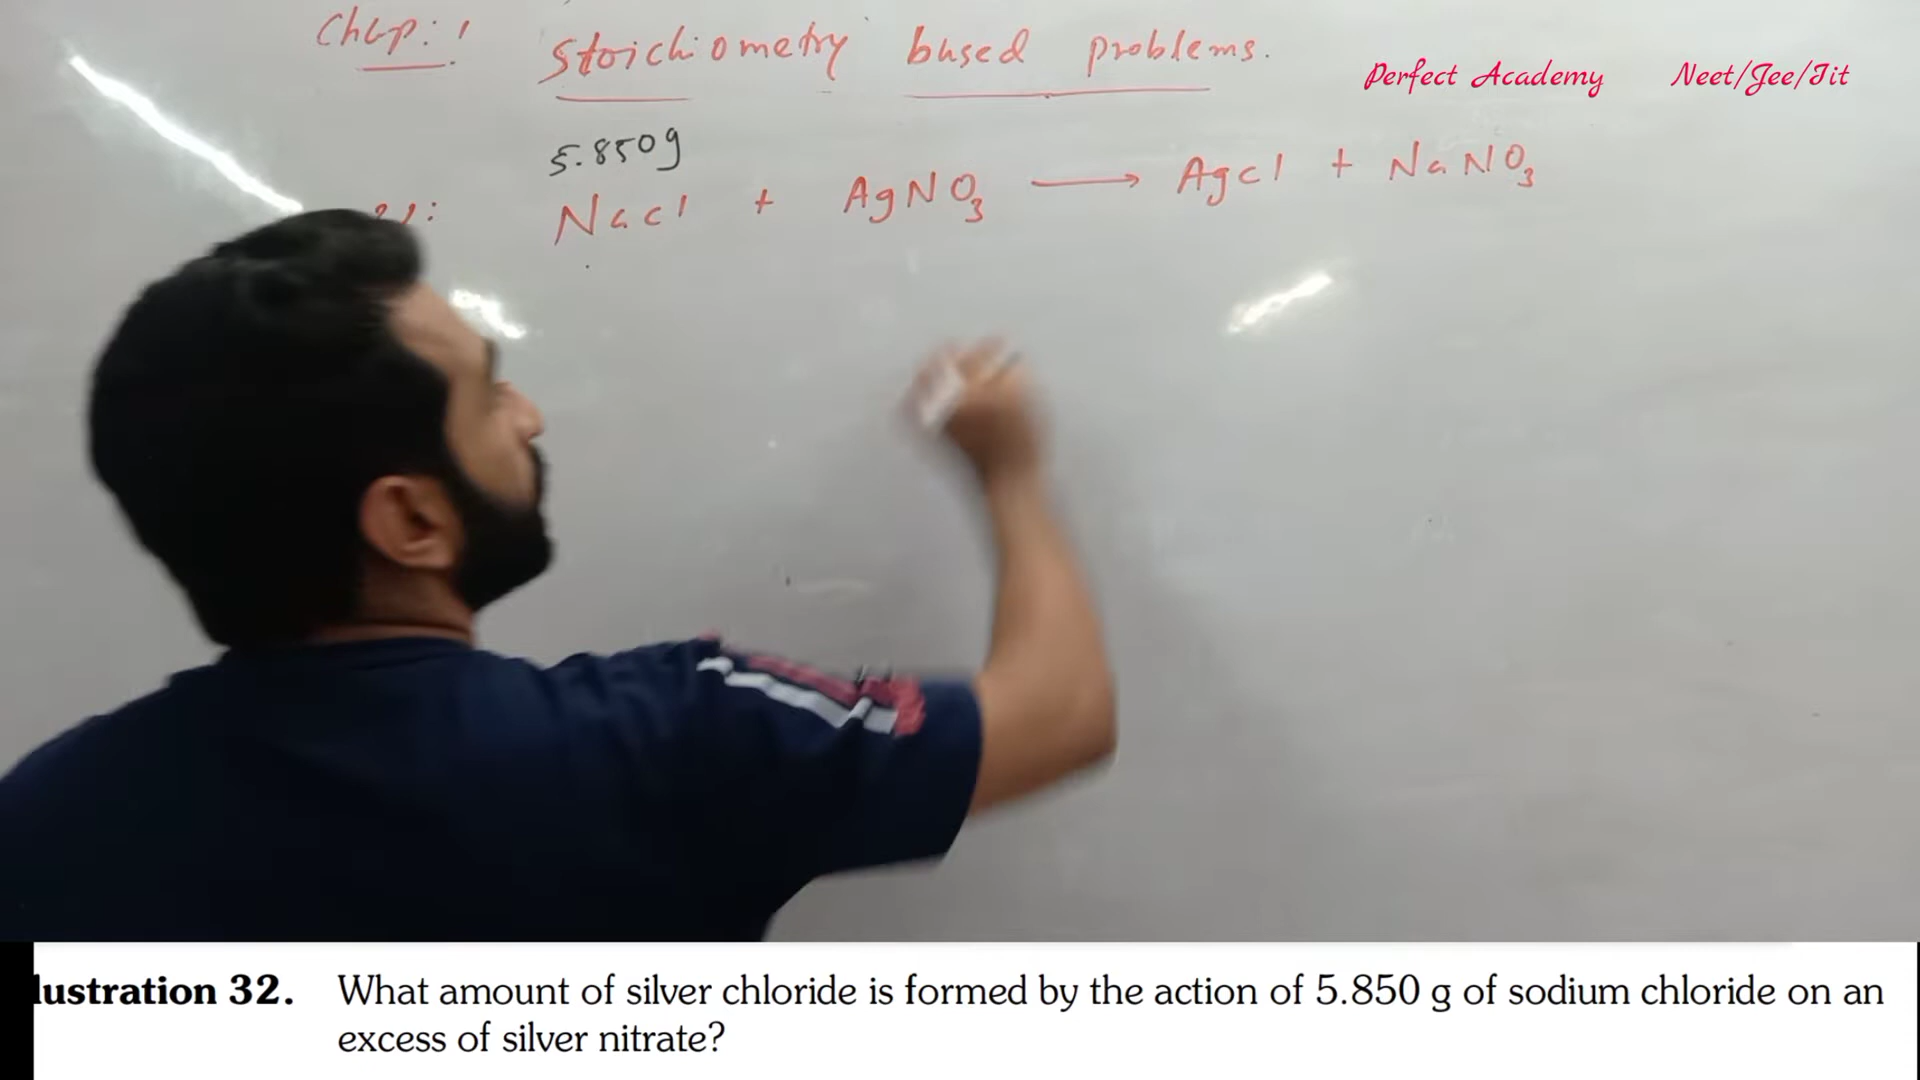 Chap: 1 Stoichiometry based problems.
Perfect Academy Neet/Jee/Iit
5.850g
NaCl + AgNO3 ⟶ AgCl + NaNO3
lustration 32. What amount of silver chloride is formed by the action of 5.850 g of sodium chloride on an
excess of silver nitrate?